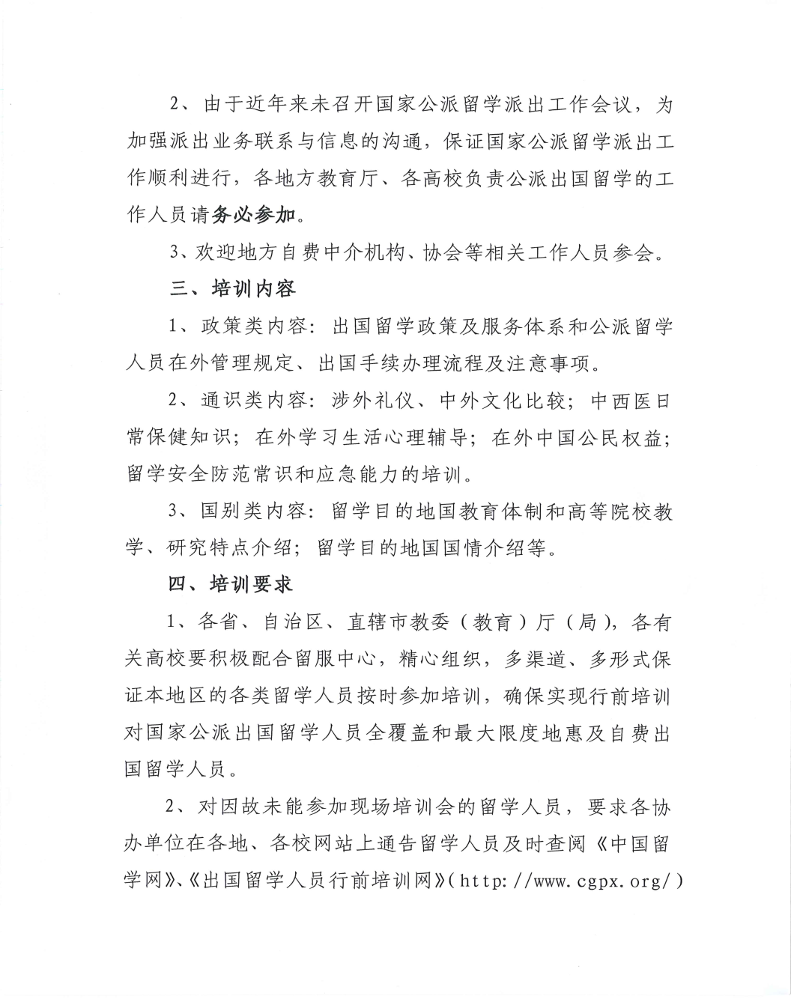 2、由于近年来未召开国家公派留学派出工作会议，为
加强派出业务联系与信息的沟通，保证国家公派留学派出工
作顺利进行，各地方教育厅、各高校负责公派出国留学的工
作人员请务必参加。
3、欢迎地方自费中介机构、协会等相关工作人员参会。
三、培训内容
1、政策类内容：出国留学政策及服务体系和公派留学
人员在外管理规定、出国手续办理流程及注意事项。
2、通识类内容：涉外礼仪、中外文化比较；中西医日
常保健知识；在外学习生活心理辅导；在外中国公民权益；
留学安全防范常识和应急能力的培训。
3、国别类内容：留学目的地国教育体制和高等院校教
学、研究特点介绍；留学目的地国国情介绍等。
四、培训要求
1、各省、自治区、直辖市教委（教育）厅（局），各有
关高校要积极配合留服中心，精心组织，多渠道、多形式保
证本地区的各类留学人员按时参加培训，确保实现行前培训
对国家公派出国留学人员全覆盖和最大限度地惠及自费出
国留学人员。
2、对因故未能参加现场培训会的留学人员，要求各协
办单位在各地、各校网站上通告留学人员及时查阅《中国留
学网》、《出国留学人员行前培训网》（http://www.cgpx.org/）